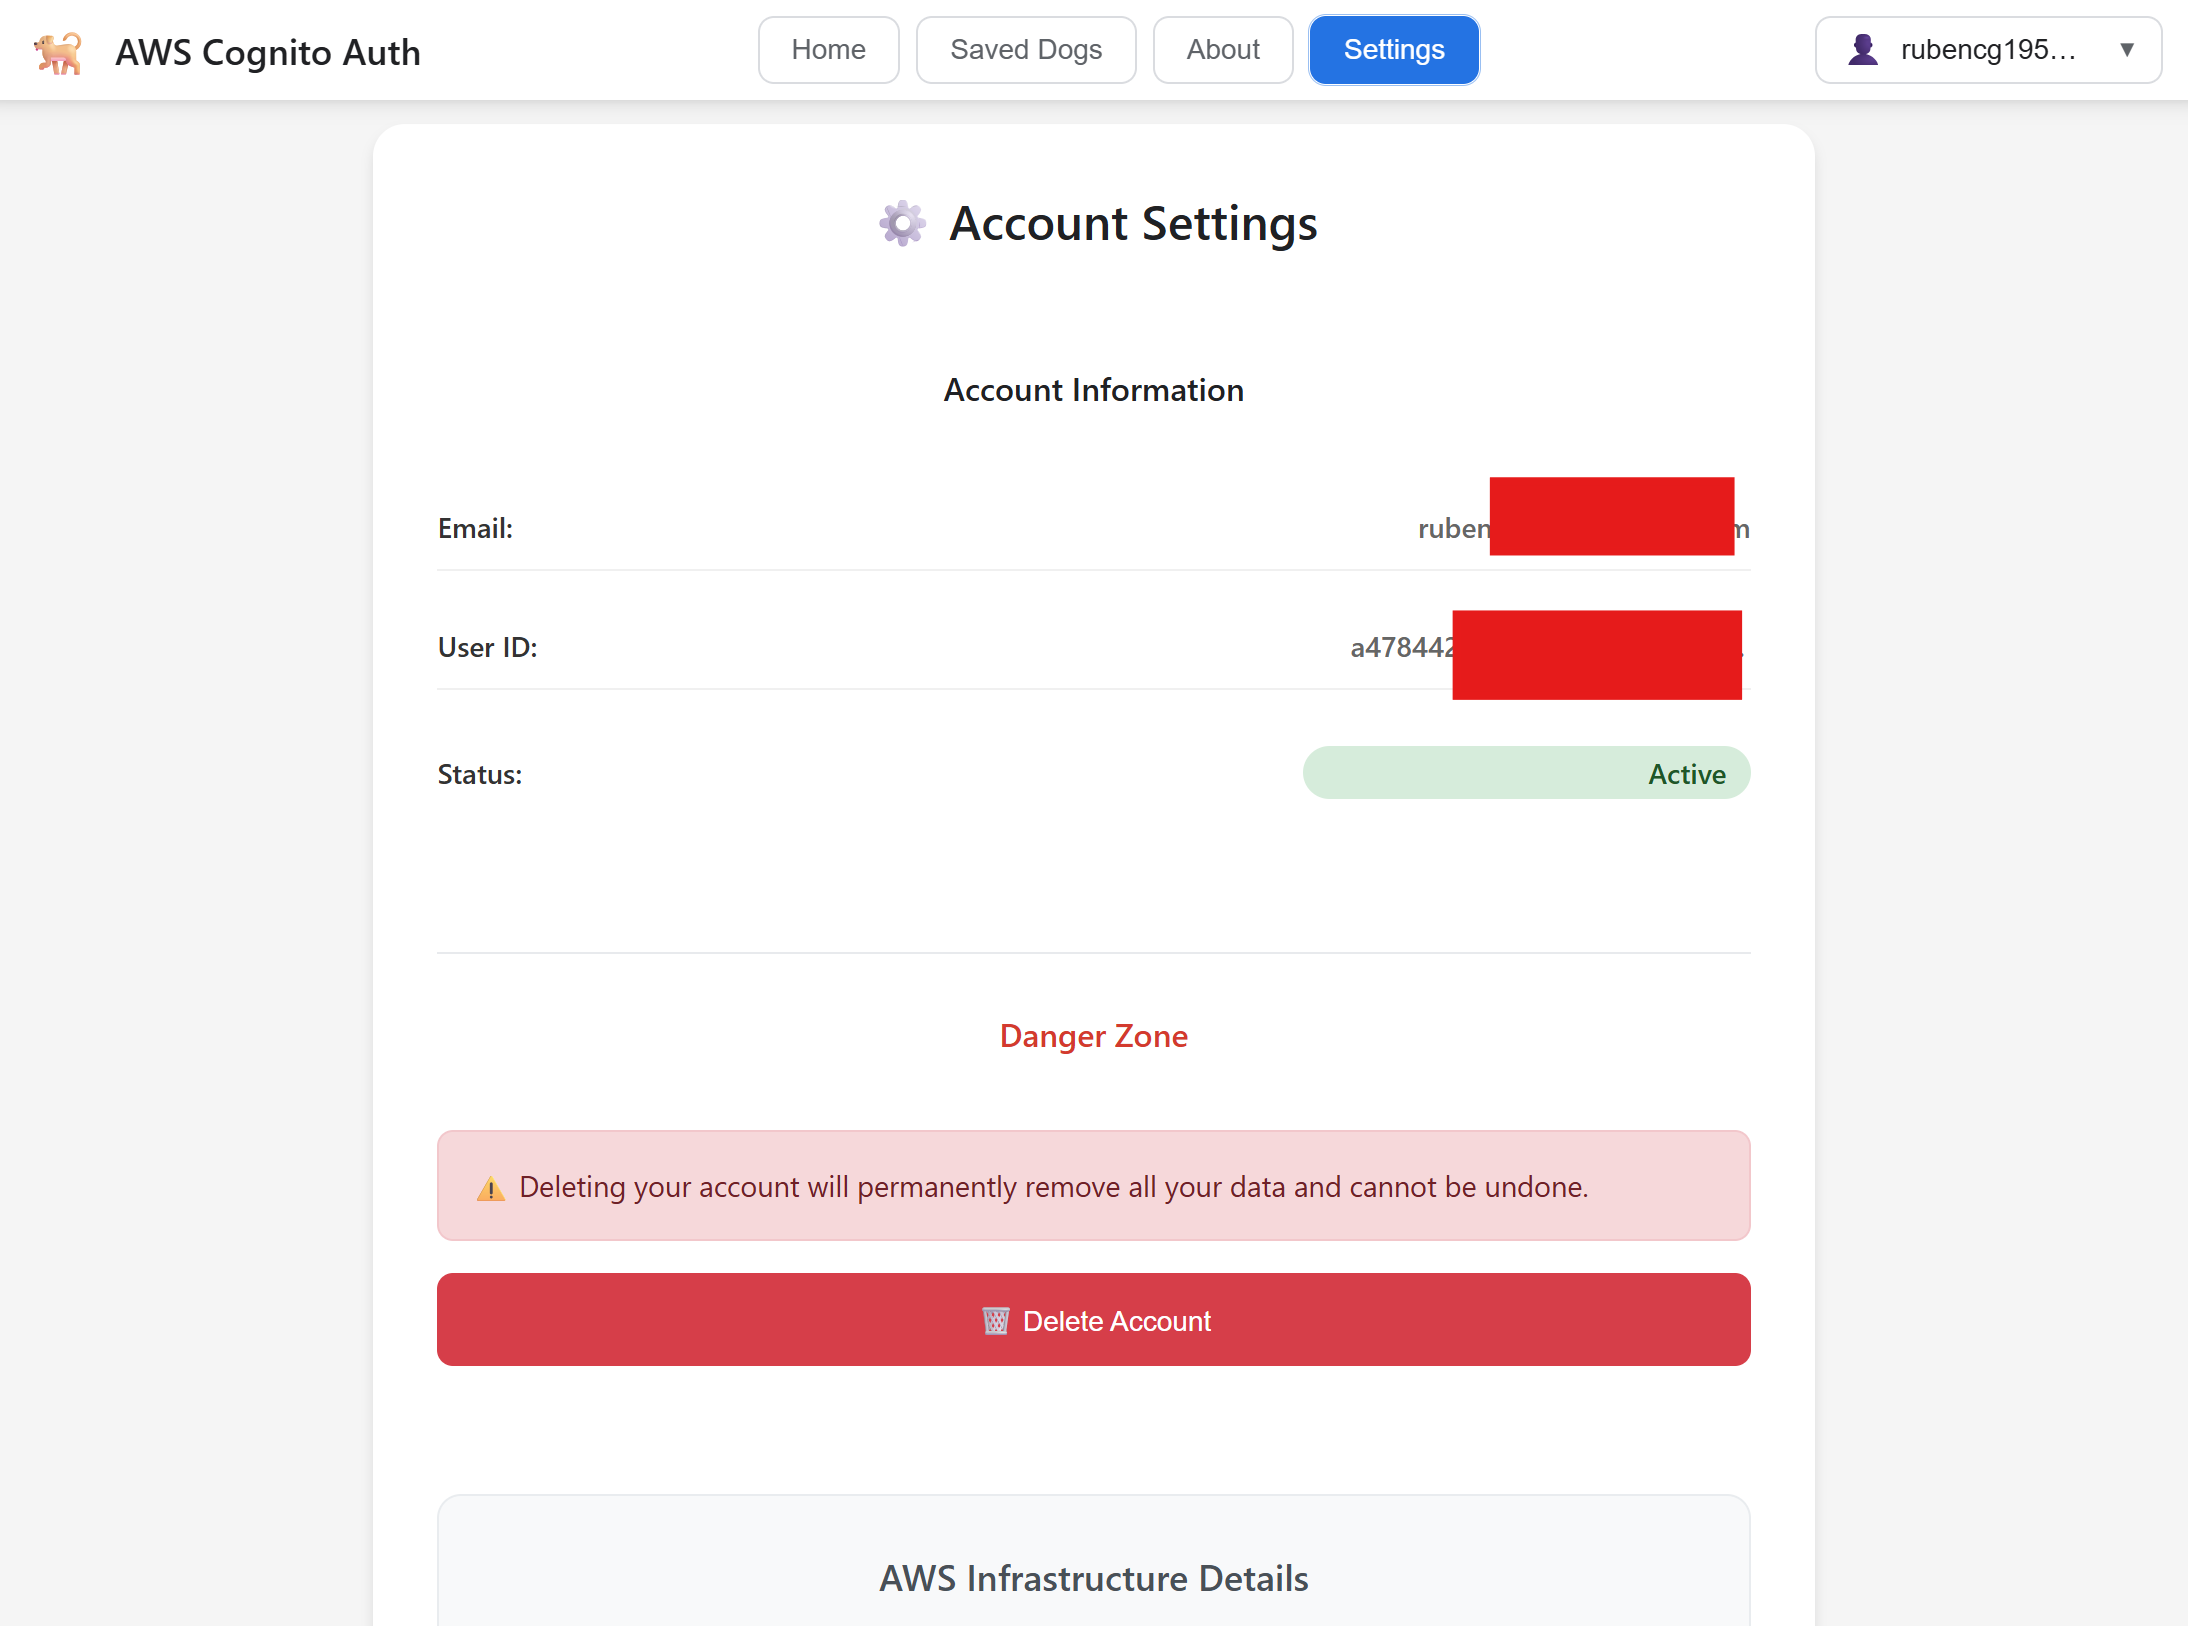 AWS Cognito Auth
Home
Saved Dogs
About
Settings
rubencg195...
Account Settings
Account Information
Email:
ruben
m
User ID:
a478442
Status:
Active
Danger Zone
Deleting your account will permanently remove all your data and cannot be undone.
Delete Account
AWS Infrastructure Details